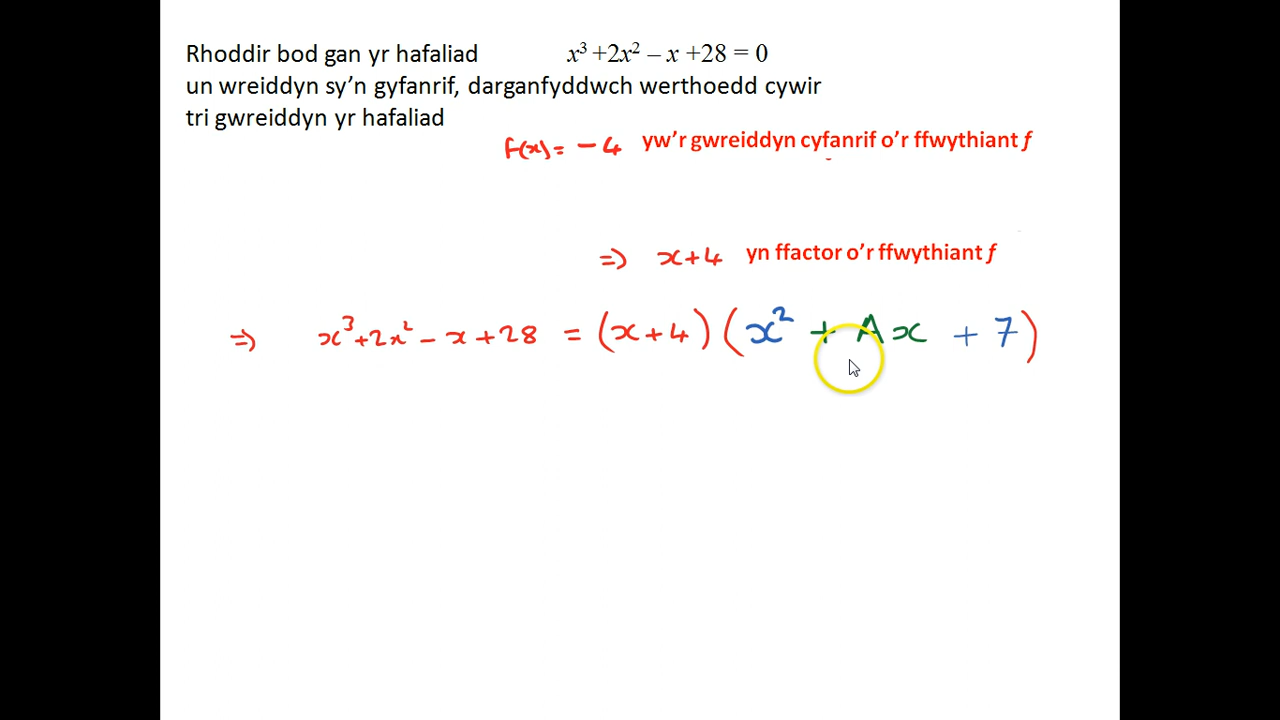 Rhoddir bod gan yr hafaliad x³ +2x² – x +28 = 0
un wreiddyn sy’n gyfanrif, darganfyddwch werthoedd cywir
tri gwreiddyn yr hafaliad
f(x) = – 4 yw’r gwreiddyn cyfanrif o’r ffwythiant f
=> x+4 yn ffactor o’r ffwythiant f
=> x³ +2x² – x + 28 = (x+4) (x² + Ax + 7)